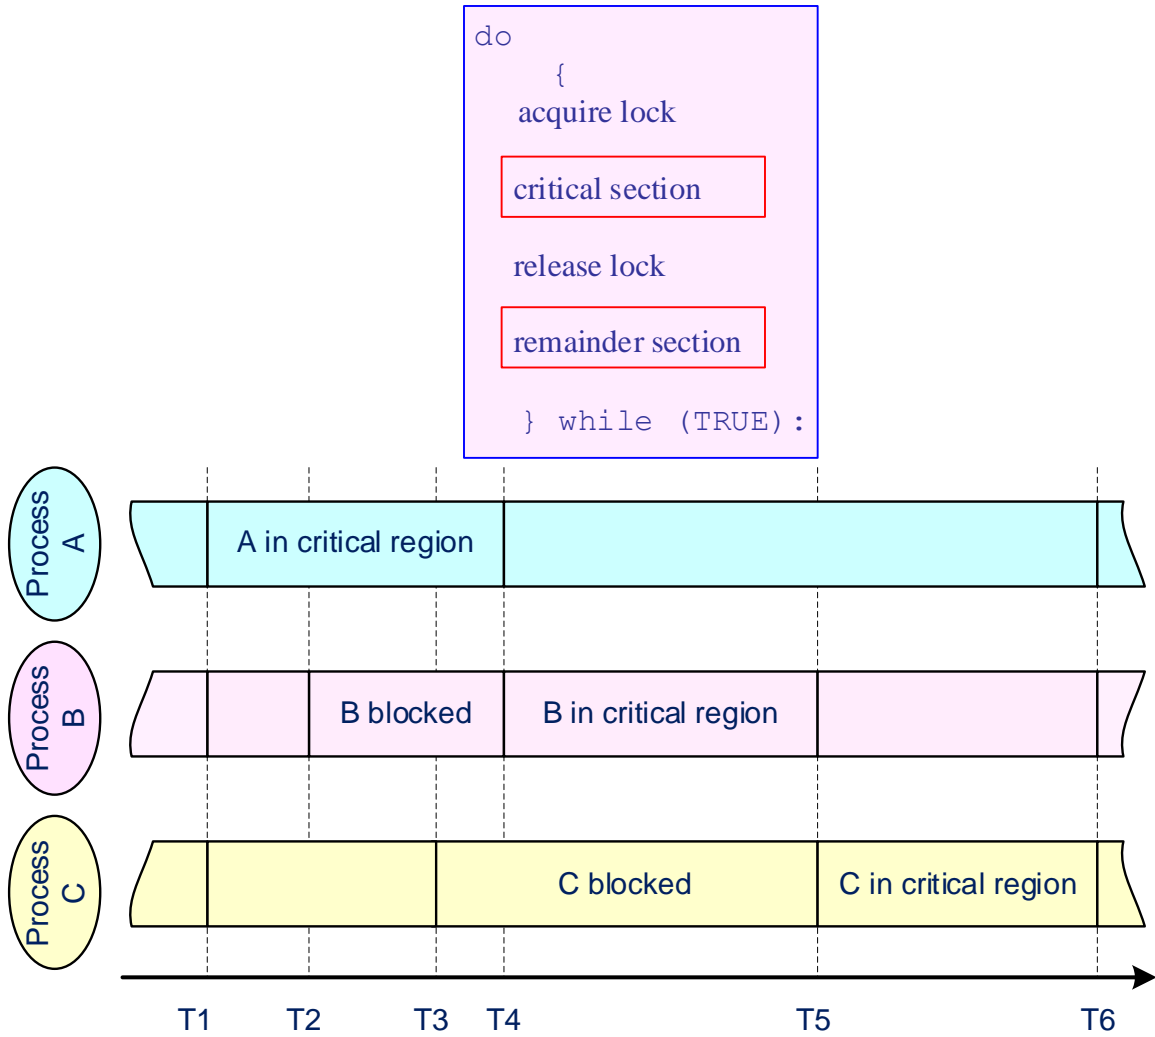 do
{
acquire lock
critical section
release lock
remainder section
} while (TRUE):
Process
A
A in critical region
Process
B
B blocked
B in critical region
Process
C
C blocked
C in critical region
T1 T2 T3 T4 T5 T6